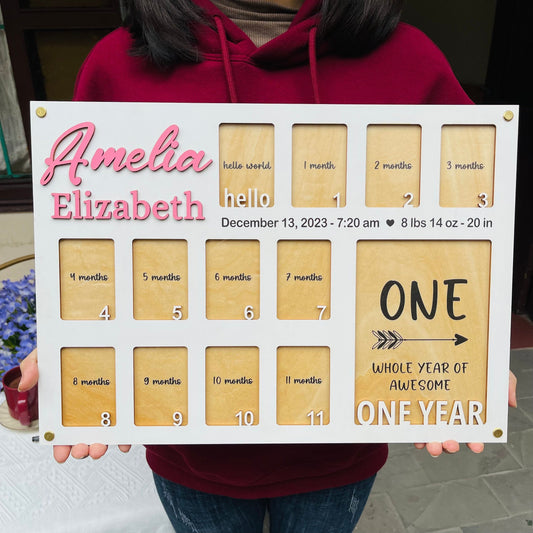 Amelia
Elizabeth
hello world
hello
1 month
1
2 months
2
3 months
3
December 13, 2023 - 7:20 am ♥ 8 lbs 14 oz - 20 in
4 months
4
5 months
5
6 months
6
7 months
7
8 months
8
9 months
9
10 months
10
11 months
11
ONE
WHOLE YEAR OF
AWESOME
ONE YEAR